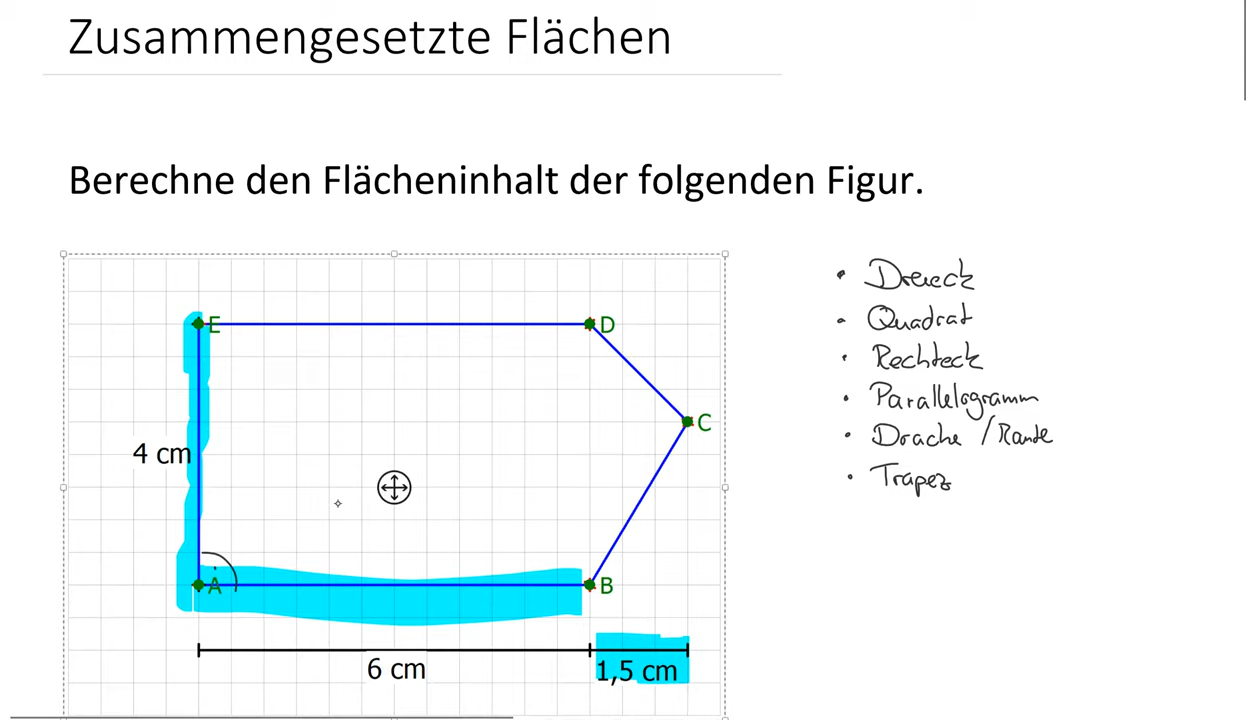 Zusammengesetzte Flächen
Berechne den Flächeninhalt der folgenden Figur.
• Dreieck
• Quadrat
• Rechteck
• Parallelogramm
• Drache / Raute
• Trapez
E
D
C
4 cm
A
B
6 cm
1,5 cm